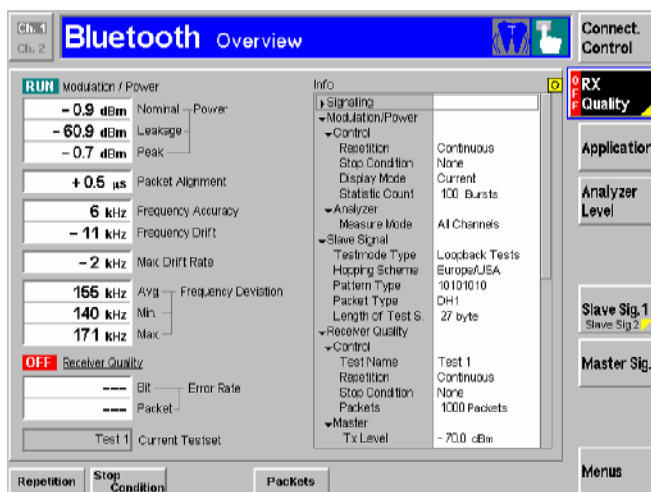 Ch. 1
Ch. 2
Bluetooth Overview
Connect.
Control
RUN Modulation / Power
- 0.9 dBm Nominal Power
- 60.9 dBm Leakage
- 0.7 dBm Peak
+ 0.5 µs Packet Alignment
6 kHz Frequency Accuracy
- 11 kHz Frequency Drift
- 2 kHz Max. Drift Rate
155 kHz Avg Frequency Deviation
140 kHz Min.
171 kHz Max.
OFF Receiver Quality
--- Bit Error Rate
--- Packet
Test 1 Current Testset
Info
Signaling
Modulation/Power
Control
Repetition Continuous
Stop Condition None
Display Mode Current
Statistic Count 100 Bursts
Analyzer
Measure Mode All Channels
Slave Signal
Testmode Type Loopback Tests
Hopping Scheme Europe/USA
Pattern Type 10101010
Packet Type DH1
Length of Test S. 27 byte
Receiver Quality
Control
Test Name Test 1
Repetition Continuous
Stop Condition None
Packets 1000 Packets
Master
Tx Level - 70.0 dBm
OFF
RX
Quality
Application
Analyzer
Level
Slave Sig.1
Slave Sig.2
Master Sig.
Menus
Repetition
Stop
Condition
Packets